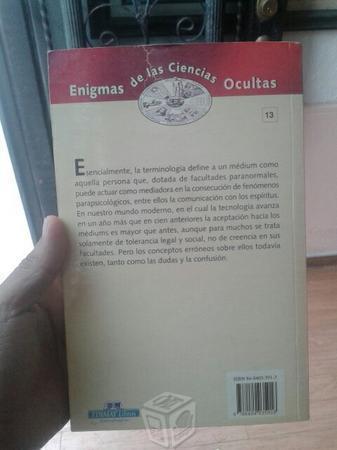 Enigmas de las Ciencias Ocultas
13
Esencialmente, la terminología define a un médium como
aquella persona que, dotada de facultades paranormales,
puede actuar como mediadora en la consecución de fenómenos
parapsicológicos, entre ellos la comunicación con los espíritus.
En nuestro mundo moderno, en el cual la tecnología avanza
en un año más que en cien anteriores la aceptación hacia los
médiums es mayor que antes, aunque para muchos se trata
solamente de tolerancia legal y social, no de creencia en sus
facultades. Pero los conceptos erróneos sobre ellos todavía
existen, tanto como las dudas y la confusión.
EDIMAT Libros